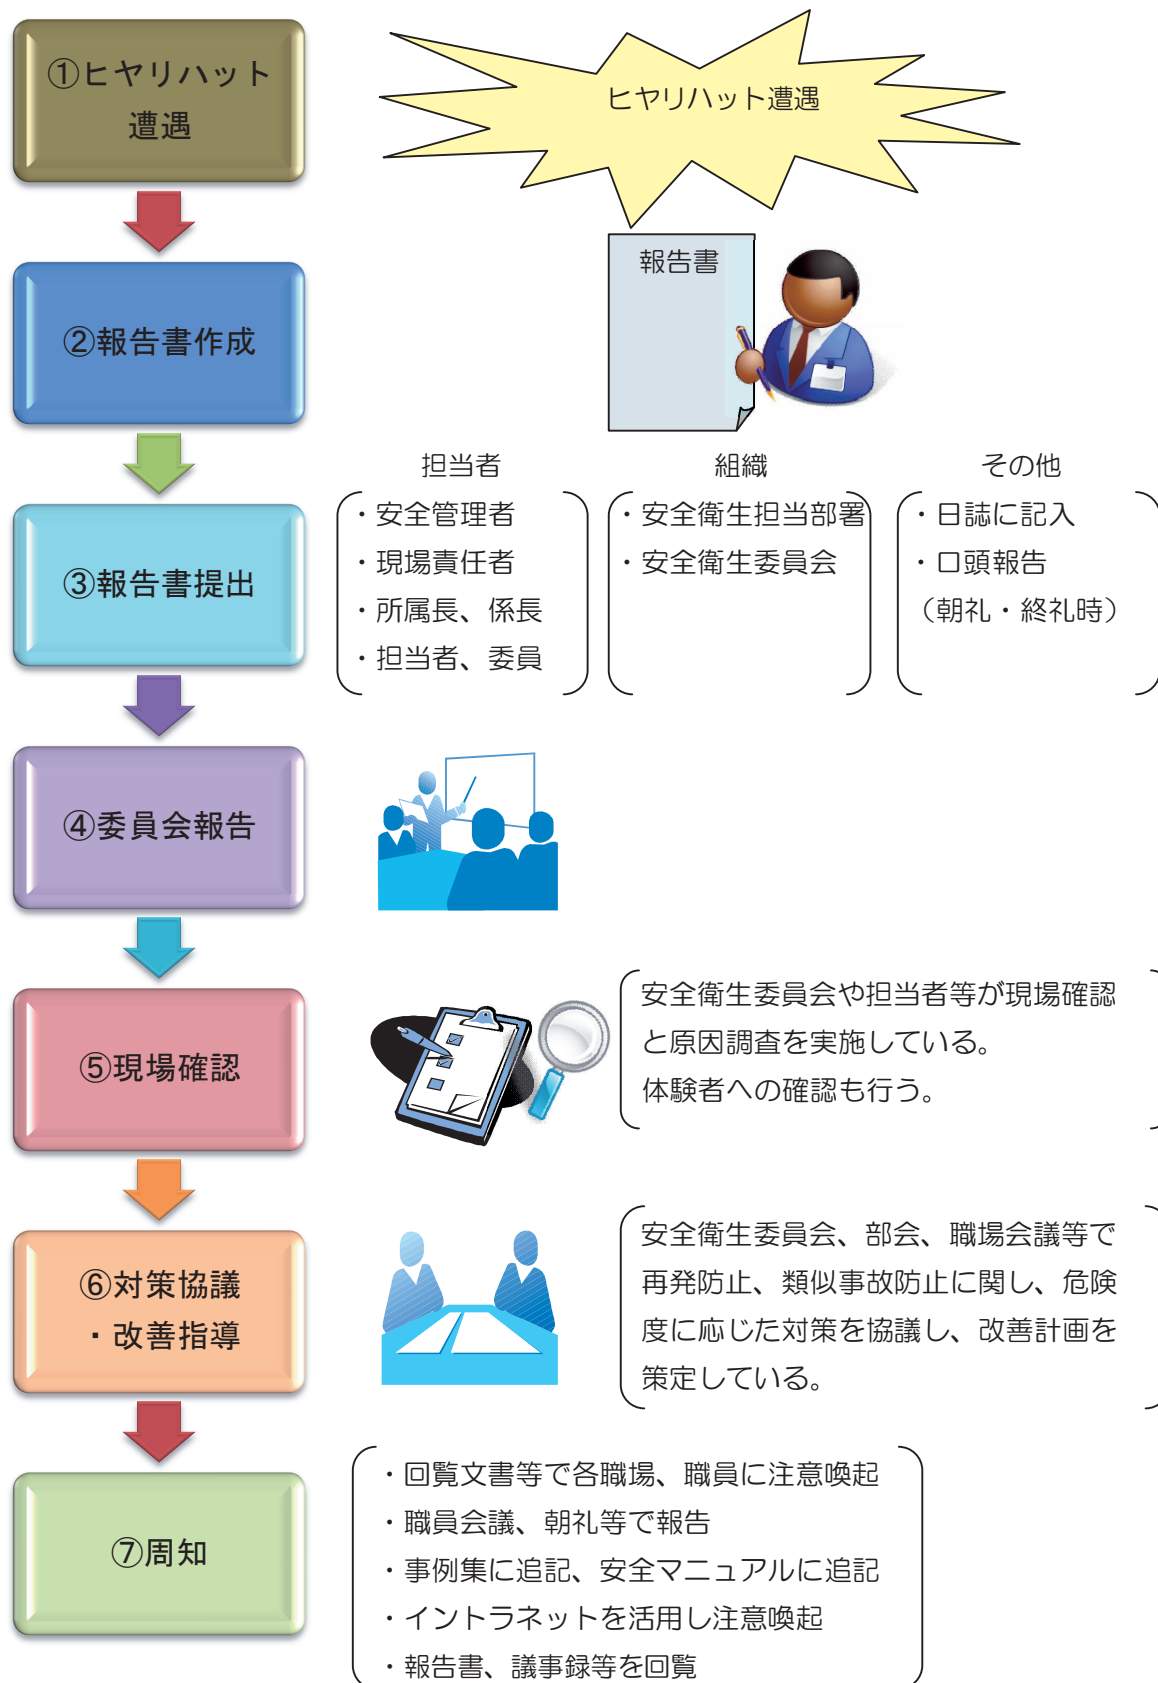 ①ヒヤリハット
遭遇
ヒヤリハット遭遇
②報告書作成
報告書
③報告書提出
担当者
・安全管理者
・現場責任者
・所属長、係長
・担当者、委員
組織
・安全衛生担当部署
・安全衛生委員会
その他
・日誌に記入
・口頭報告
（朝礼・終礼時）
④委員会報告
⑤現場確認
安全衛生委員会や担当者等が現場確認
と原因調査を実施している。
体験者への確認も行う。
⑥対策協議
・改善指導
安全衛生委員会、部会、職場会議等で
再発防止、類似事故防止に関し、危険
度に応じた対策を協議し、改善計画を
策定している。
⑦周知
・回覧文書等で各職場、職員に注意喚起
・職員会議、朝礼等で報告
・事例集に追記、安全マニュアルに追記
・イントラネットを活用し注意喚起
・報告書、議事録等を回覧